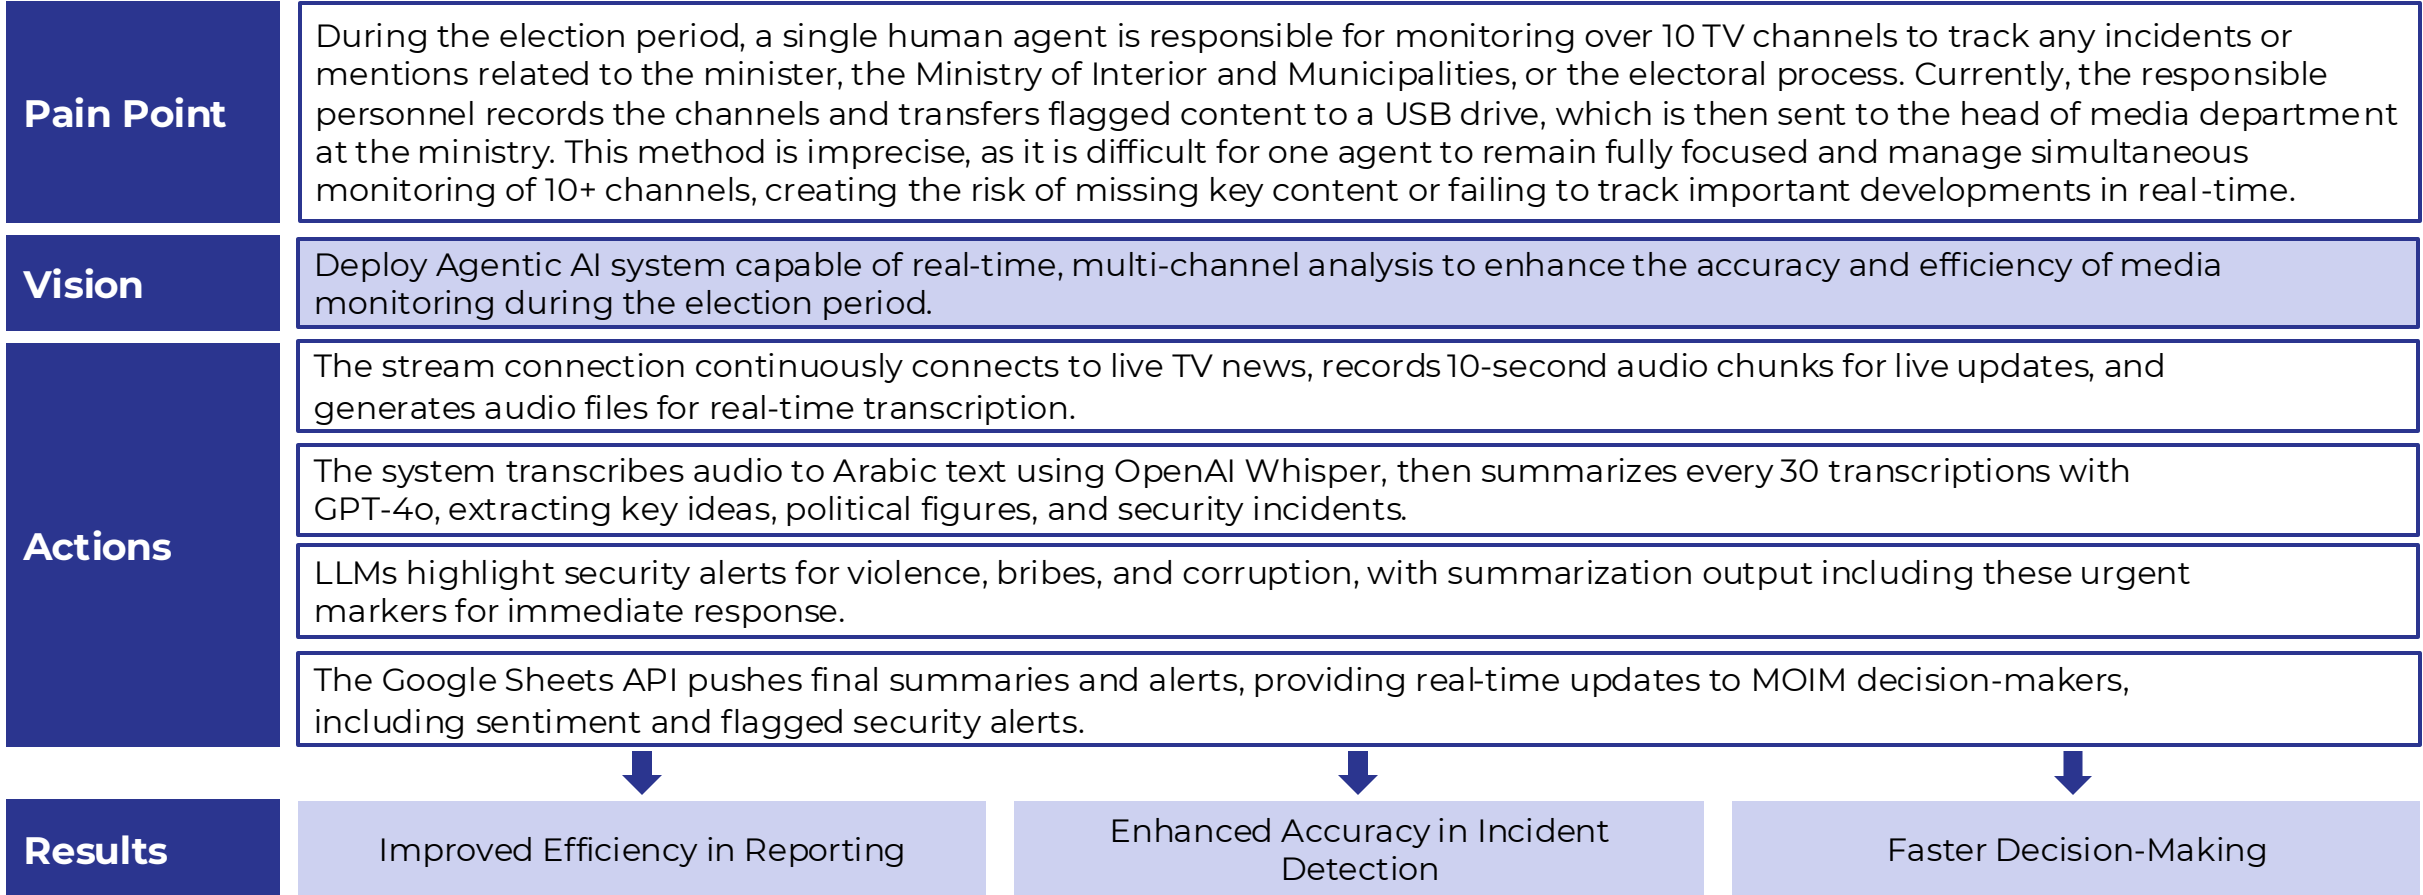 Pain Point
During the election period, a single human agent is responsible for monitoring over 10 TV channels to track any incidents or
mentions related to the minister, the Ministry of Interior and Municipalities, or the electoral process. Currently, the responsible
personnel records the channels and transfers flagged content to a USB drive, which is then sent to the head of media department
at the ministry. This method is imprecise, as it is difficult for one agent to remain fully focused and manage simultaneous
monitoring of 10+ channels, creating the risk of missing key content or failing to track important developments in real-time.
Vision
Deploy Agentic AI system capable of real-time, multi-channel analysis to enhance the accuracy and efficiency of media
monitoring during the election period.
Actions
The stream connection continuously connects to live TV news, records 10-second audio chunks for live updates, and
generates audio files for real-time transcription.
The system transcribes audio to Arabic text using OpenAI Whisper, then summarizes every 30 transcriptions with
GPT-4o, extracting key ideas, political figures, and security incidents.
LLMs highlight security alerts for violence, bribes, and corruption, with summarization output including these urgent
markers for immediate response.
The Google Sheets API pushes final summaries and alerts, providing real-time updates to MOIM decision-makers,
including sentiment and flagged security alerts.
Results
Improved Efficiency in Reporting
Enhanced Accuracy in Incident
Detection
Faster Decision-Making